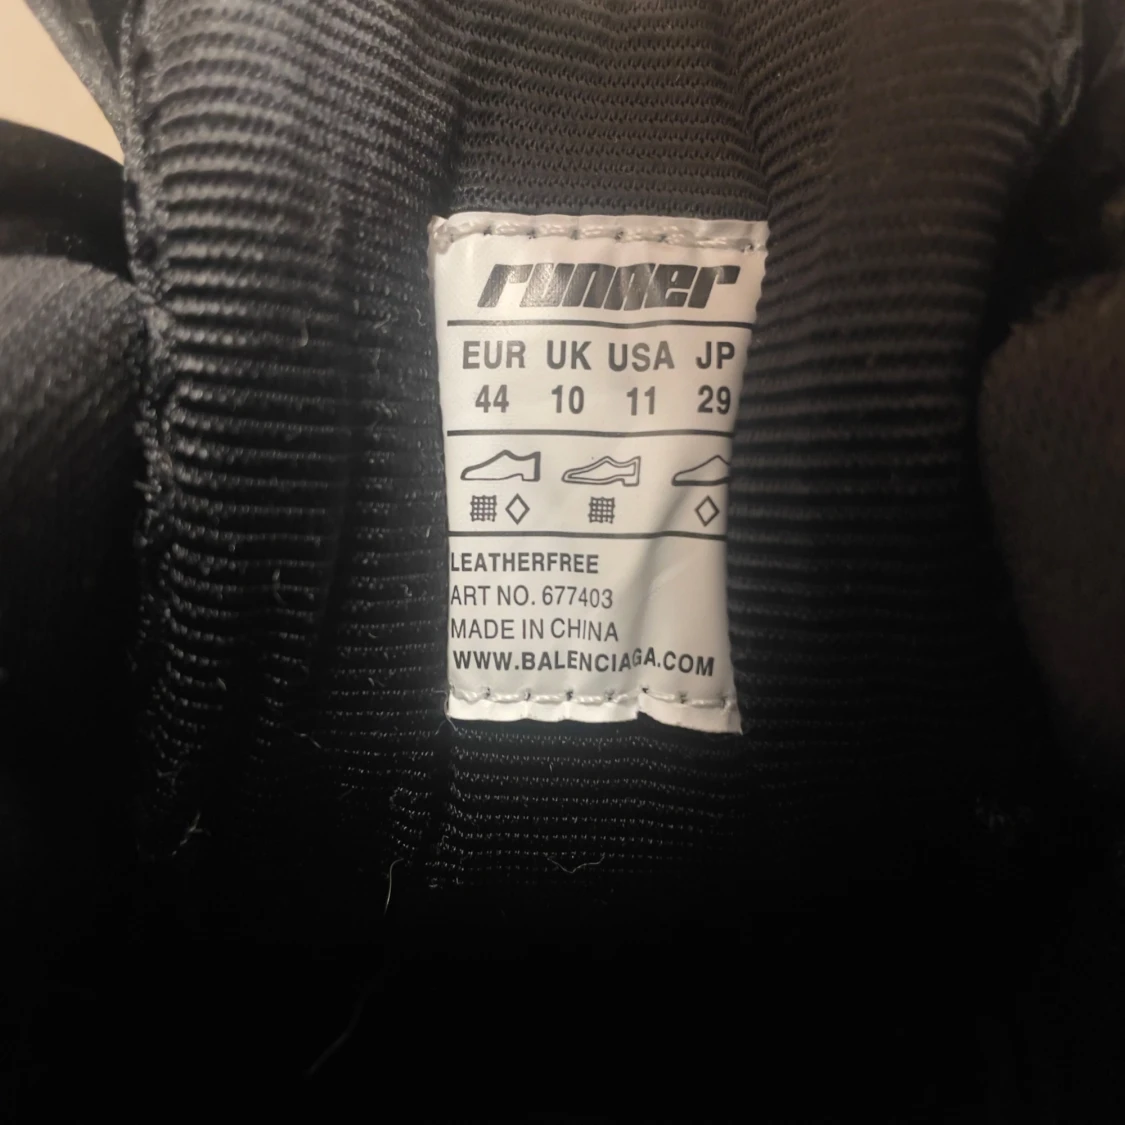 runner
EUR UK USA JP
44 10 11 29
LEATHERFREE
ART NO. 677403
MADE IN CHINA
WWW.BALENCIAGA.COM